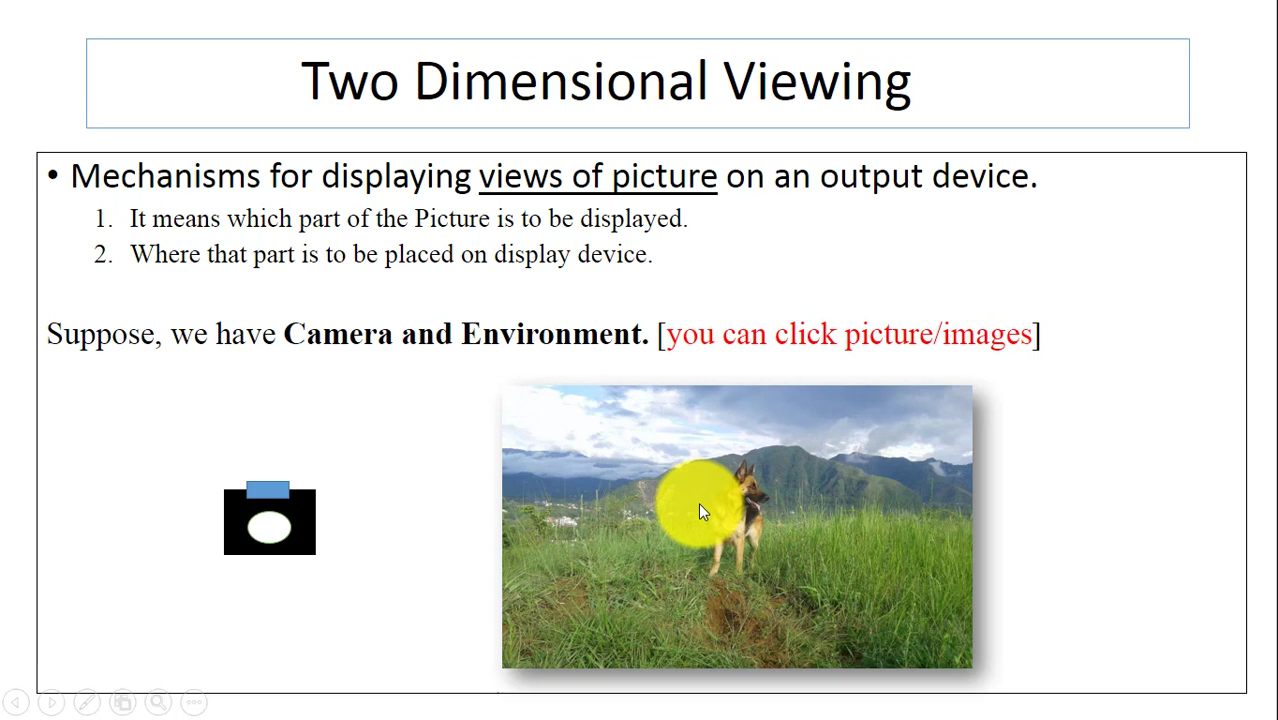 Two Dimensional Viewing
• Mechanisms for displaying views of picture on an output device.
1. It means which part of the Picture is to be displayed.
2. Where that part is to be placed on display device.
Suppose, we have Camera and Environment. [you can click picture/images]